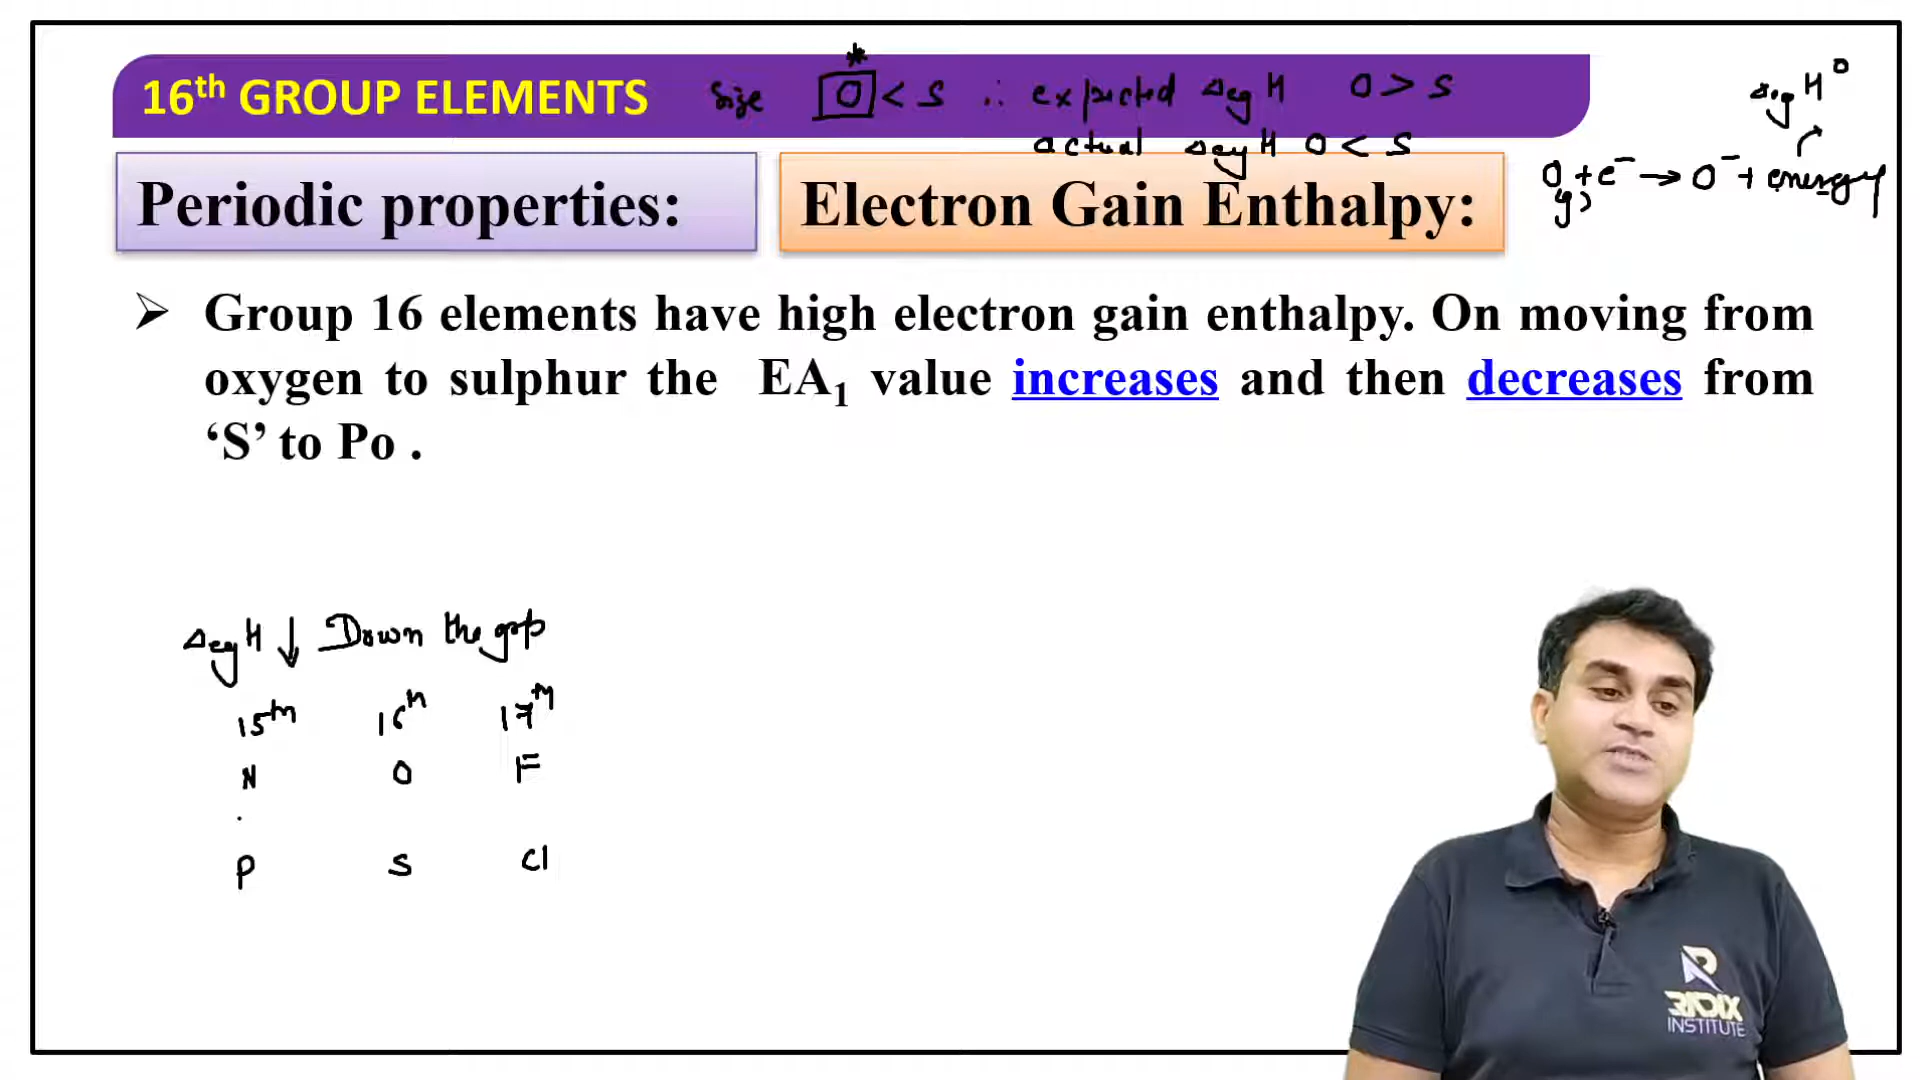 16th GROUP ELEMENTS
Size O < S ∴ expected ΔegH O > S
actual ΔegH O < S
ΔegH⁰
O(g) + e⁻ → O⁻ + energy
Periodic properties:
Electron Gain Enthalpy:
➤ Group 16 elements have high electron gain enthalpy. On moving from
oxygen to sulphur the EA₁ value increases and then decreases from
‘S’ to Po .
ΔegH ↓ Down the grp
15th 16th 17th
N O F
P S Cl
RADIX
INSTITUTE